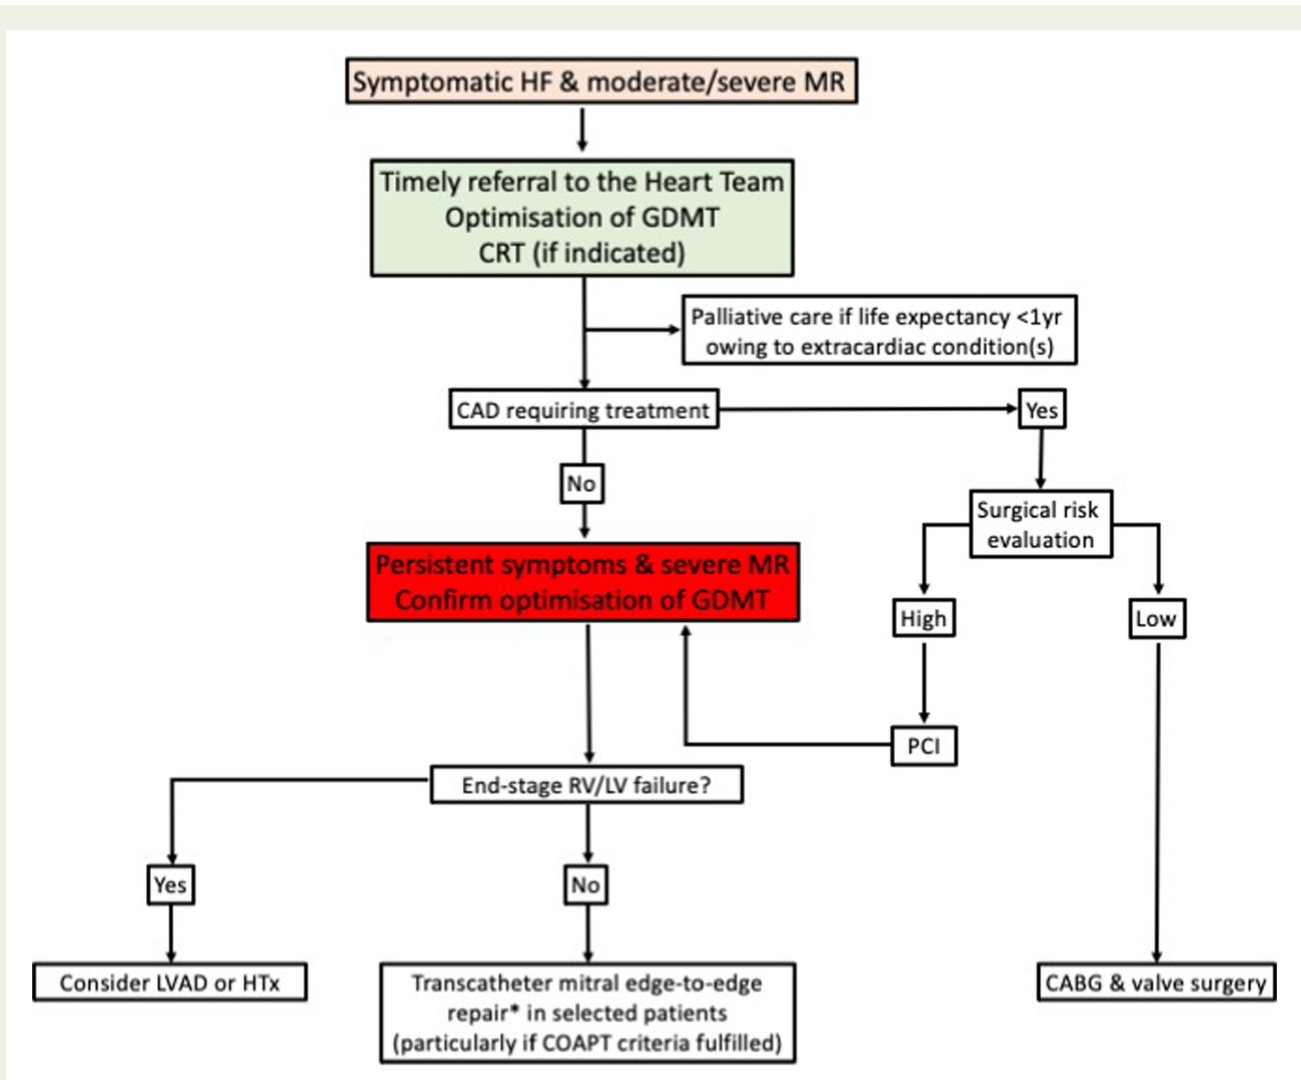 Symptomatic HF & moderate/severe MR
Timely referral to the Heart Team
Optimisation of GDMT
CRT (if indicated)
Palliative care if life expectancy <1yr
owing to extracardiac condition(s)
CAD requiring treatment
Yes
No
Surgical risk
evaluation
Persistent symptoms & severe MR
Confirm optimisation of GDMT
High
Low
PCI
End-stage RV/LV failure?
Yes
No
Consider LVAD or HTx
Transcatheter mitral edge-to-edge
repair* in selected patients
(particularly if COAPT criteria fulfilled)
CABG & valve surgery